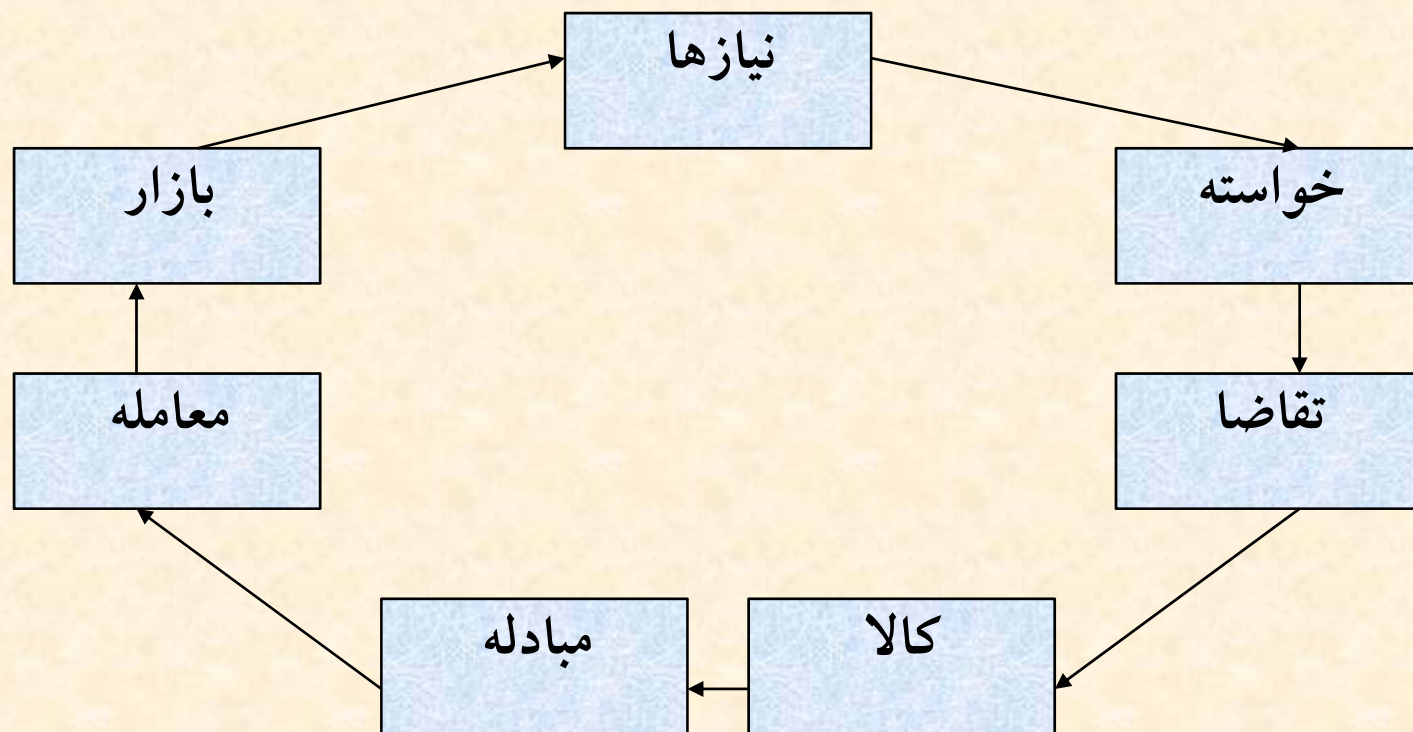 نیازها
خواسته
تقاضا
کالا
مبادله
معامله
بازار